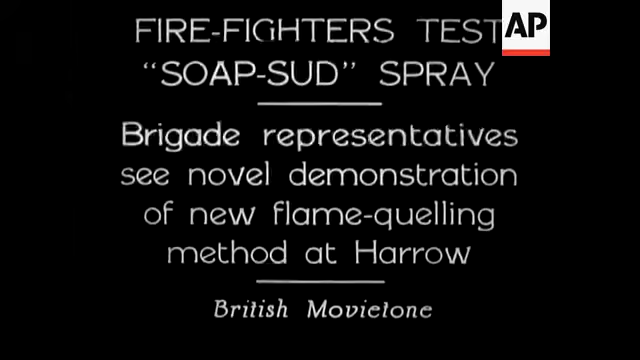 FIRE-FIGHTERS TEST
AP
“SOAP-SUD” SPRAY
Brigade representatives
see novel demonstration
of new flame-quelling
method at Harrow
British Movietone